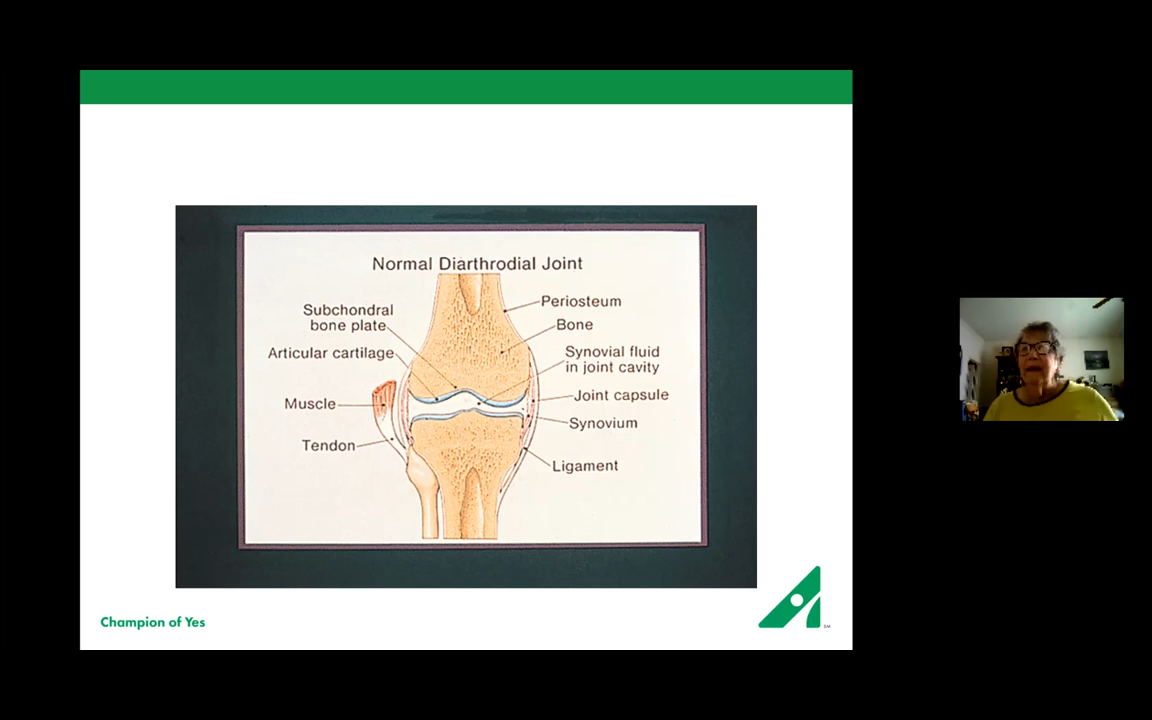 Normal Diarthrodial Joint
Subchondral
bone plate
Articular cartilage
Muscle
Tendon
Periosteum
Bone
Synovial fluid
in joint cavity
Joint capsule
Synovium
Ligament
Champion of Yes
SM